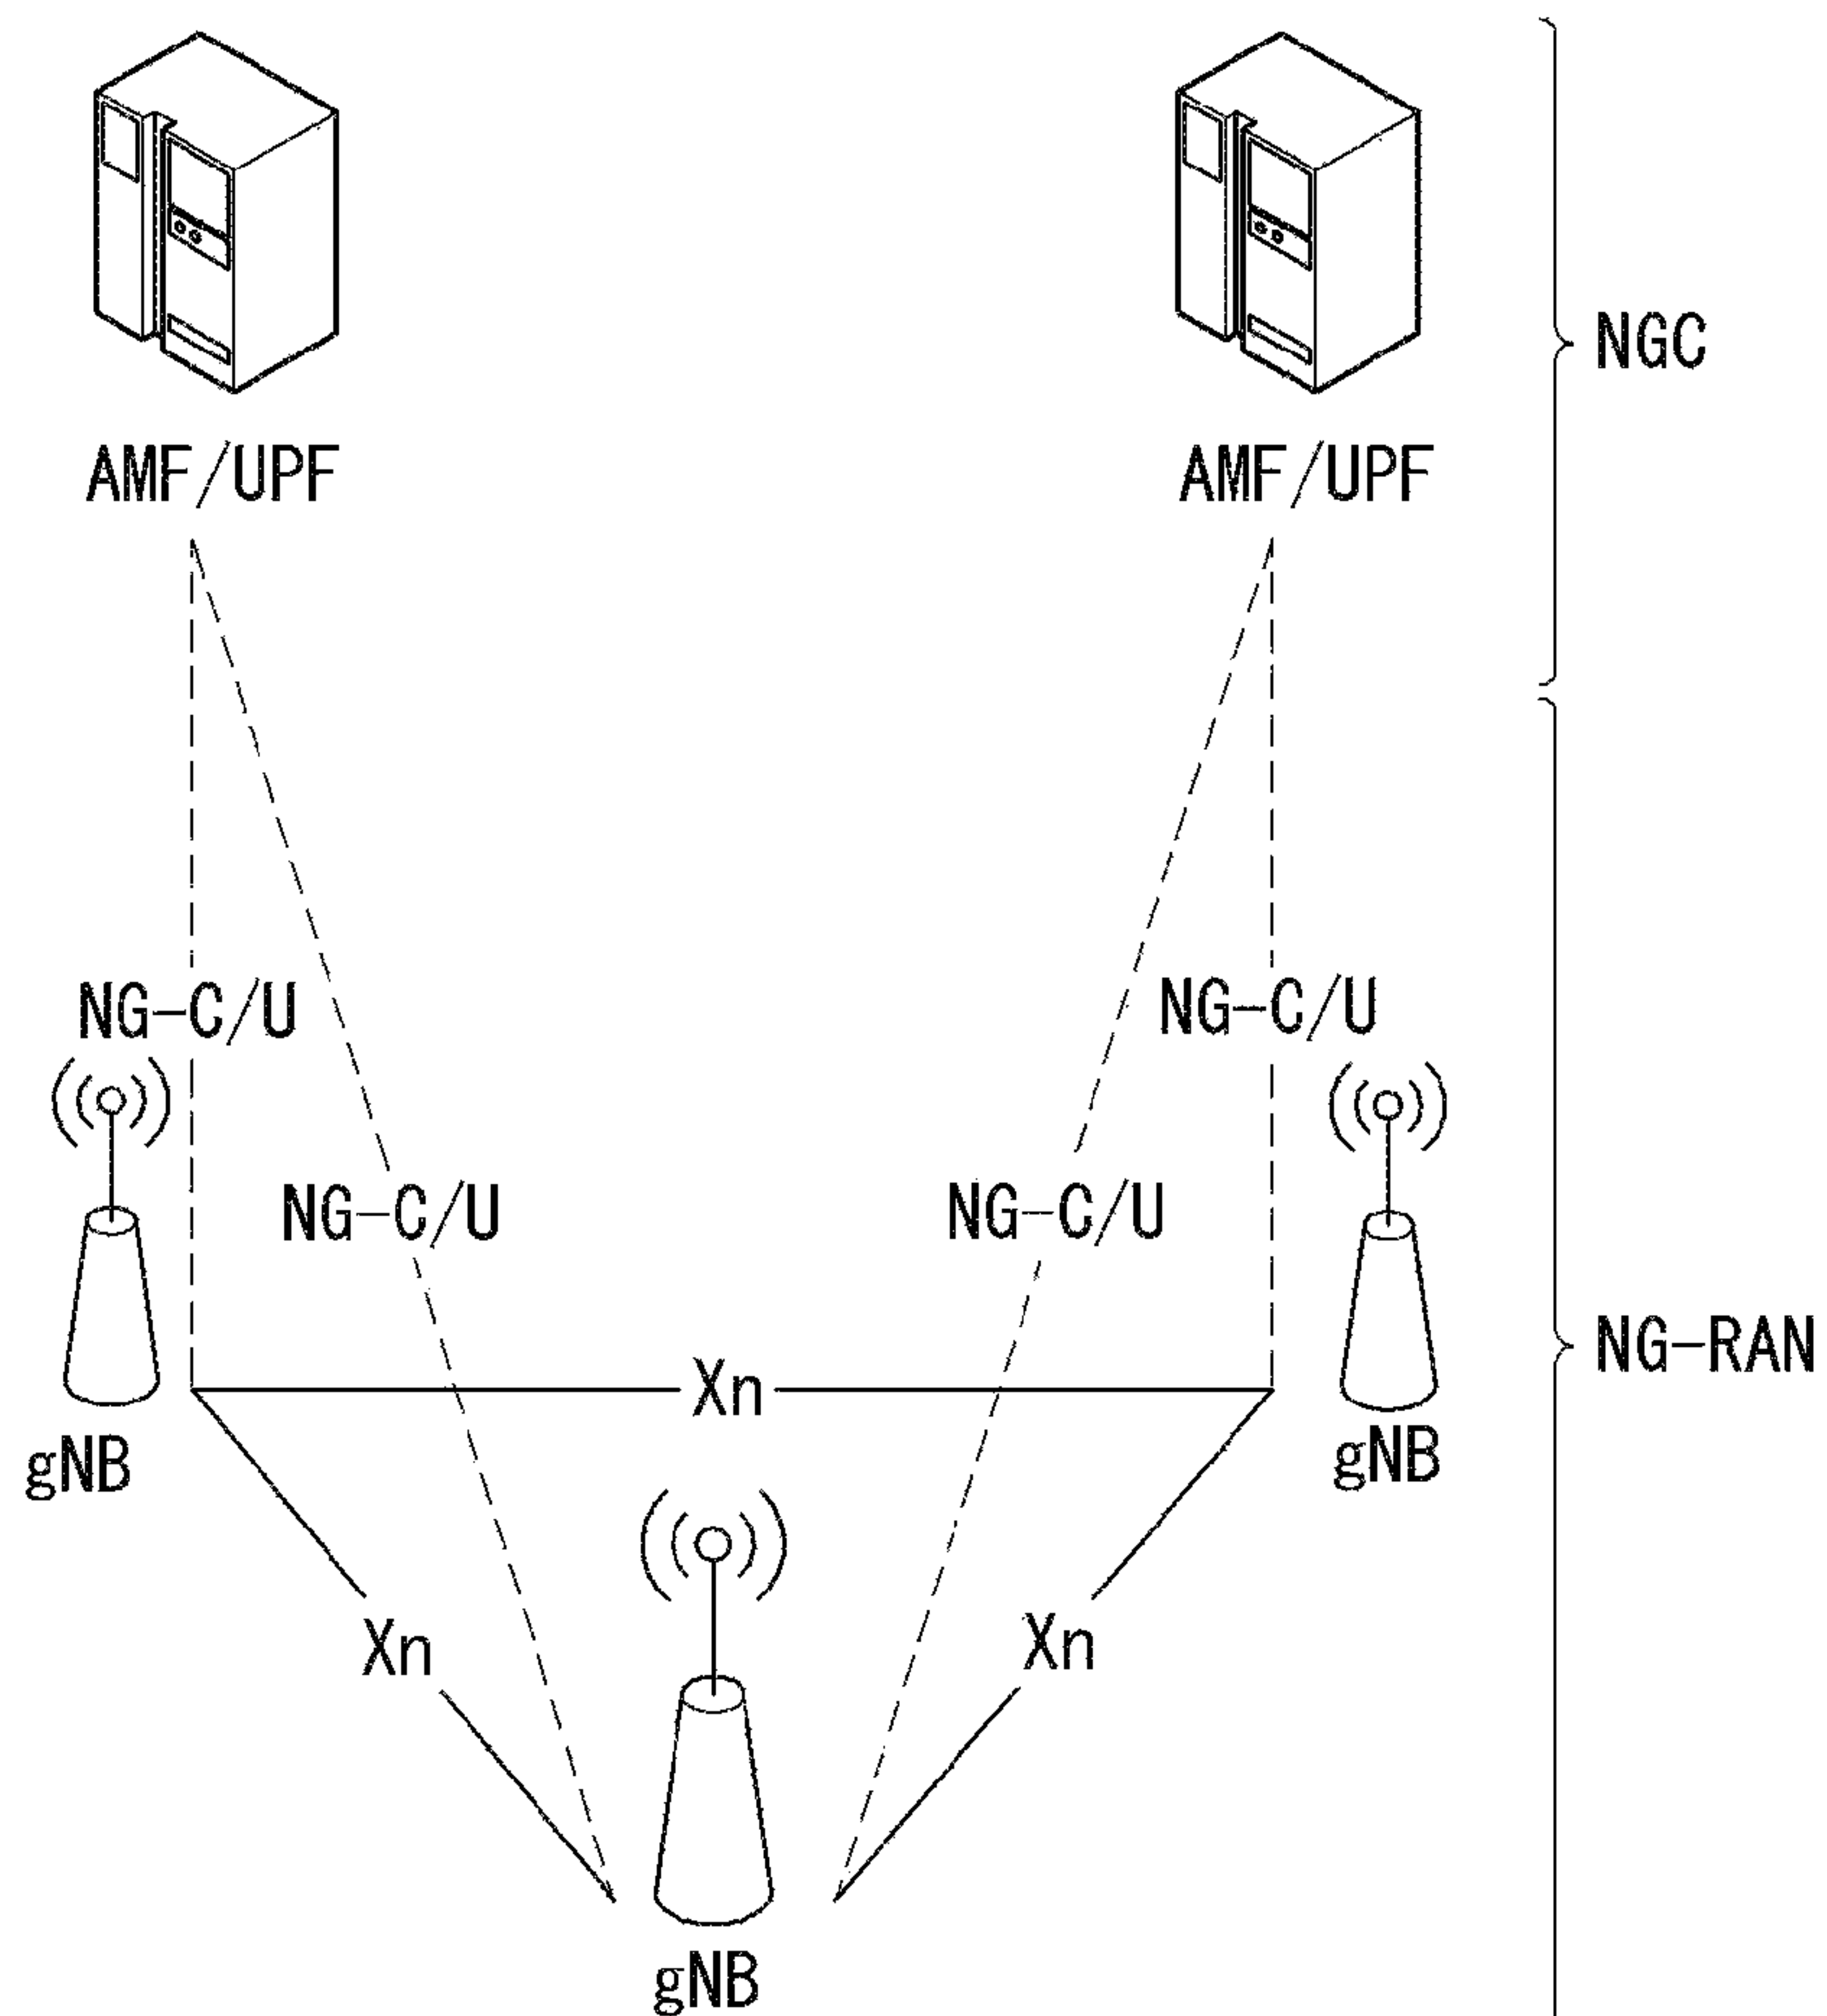 NGC
AMF/UPF
AMF/UPF
NG-C/U
NG-C/U
NG-C/U
NG-C/U
NG-RAN
Xn
gNB
gNB
Xn
Xn
gNB